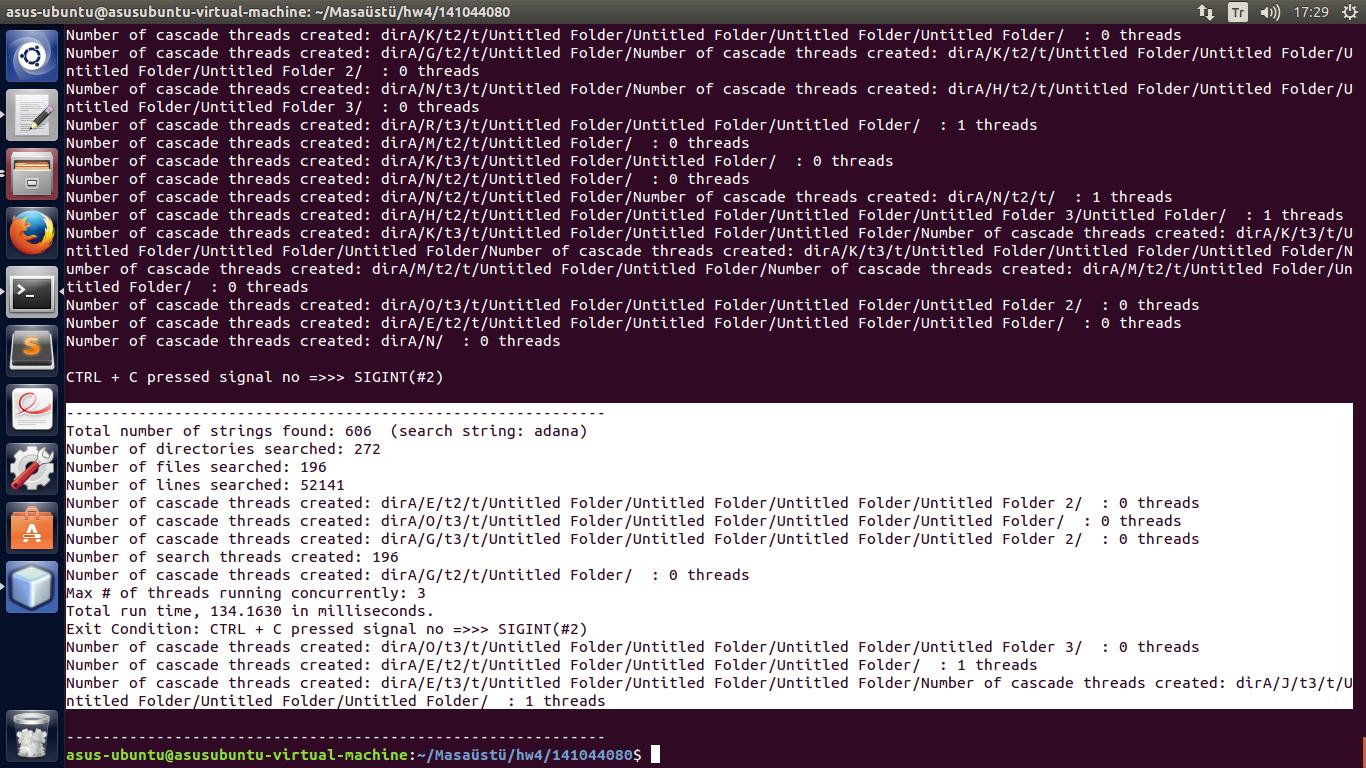 asus-ubuntu@asusubuntu-virtual-machine: ~/Masaüstü/hw4/141044080
Tr
17:29
Number of cascade threads created: dirA/K/t2/t/Untitled Folder/Untitled Folder/Untitled Folder/Untitled Folder/  : 0 threads
Number of cascade threads created: dirA/G/t2/t/Untitled Folder/Number of cascade threads created: dirA/K/t2/t/Untitled Folder/Untitled Folder/U
ntitled Folder/Untitled Folder 2/  : 0 threads
Number of cascade threads created: dirA/N/t3/t/Untitled Folder/Number of cascade threads created: dirA/H/t2/t/Untitled Folder/Untitled Folder/U
ntitled Folder/Untitled Folder 3/  : 0 threads
Number of cascade threads created: dirA/R/t3/t/Untitled Folder/Untitled Folder/Untitled Folder/  : 1 threads
Number of cascade threads created: dirA/M/t2/t/Untitled Folder/  : 0 threads
Number of cascade threads created: dirA/K/t3/t/Untitled Folder/Untitled Folder/  : 0 threads
Number of cascade threads created: dirA/N/t2/t/Untitled Folder/  : 0 threads
Number of cascade threads created: dirA/N/t2/t/Untitled Folder/Number of cascade threads created: dirA/N/t2/t/  : 1 threads
Number of cascade threads created: dirA/H/t2/t/Untitled Folder/Untitled Folder/Untitled Folder/Untitled Folder 3/Untitled Folder/  : 1 threads
Number of cascade threads created: dirA/K/t3/t/Untitled Folder/Untitled Folder/Untitled Folder/Number of cascade threads created: dirA/K/t3/t/U
ntitled Folder/Untitled Folder/Untitled Folder/Number of cascade threads created: dirA/K/t3/t/Untitled Folder/Untitled Folder/Untitled Folder/N
umber of cascade threads created: dirA/M/t2/t/Untitled Folder/Untitled Folder/Number of cascade threads created: dirA/M/t2/t/Untitled Folder/Un
titled Folder/  : 0 threads
Number of cascade threads created: dirA/O/t3/t/Untitled Folder/Untitled Folder/Untitled Folder/Untitled Folder 2/  : 0 threads
Number of cascade threads created: dirA/E/t2/t/Untitled Folder/Untitled Folder/Untitled Folder/Untitled Folder/  : 0 threads
Number of cascade threads created: dirA/N/  : 0 threads
CTRL + C pressed signal no =>>> SIGINT(#2)
------------------------------------------------------------
Total number of strings found: 606  (search string: adana)
Number of directories searched: 272
Number of files searched: 196
Number of lines searched: 52141
Number of cascade threads created: dirA/E/t2/t/Untitled Folder/Untitled Folder/Untitled Folder/Untitled Folder 2/  : 0 threads
Number of cascade threads created: dirA/O/t3/t/Untitled Folder/Untitled Folder/Untitled Folder/Untitled Folder/  : 0 threads
Number of cascade threads created: dirA/G/t3/t/Untitled Folder/Untitled Folder/Untitled Folder/Untitled Folder 2/  : 0 threads
Number of search threads created: 196
Number of cascade threads created: dirA/G/t2/t/Untitled Folder/  : 0 threads
Max # of threads running concurrently: 3
Total run time, 134.1630 in milliseconds.
Exit Condition: CTRL + C pressed signal no =>>> SIGINT(#2)
Number of cascade threads created: dirA/O/t3/t/Untitled Folder/Untitled Folder/Untitled Folder/Untitled Folder 3/  : 0 threads
Number of cascade threads created: dirA/E/t2/t/Untitled Folder/Untitled Folder/Untitled Folder/  : 1 threads
Number of cascade threads created: dirA/E/t3/t/Untitled Folder/Untitled Folder/Untitled Folder/Number of cascade threads created: dirA/J/t3/t/U
ntitled Folder/Untitled Folder/Untitled Folder/  : 1 threads
------------------------------------------------------------
asus-ubuntu@asusubuntu-virtual-machine:~/Masaüstü/hw4/141044080$